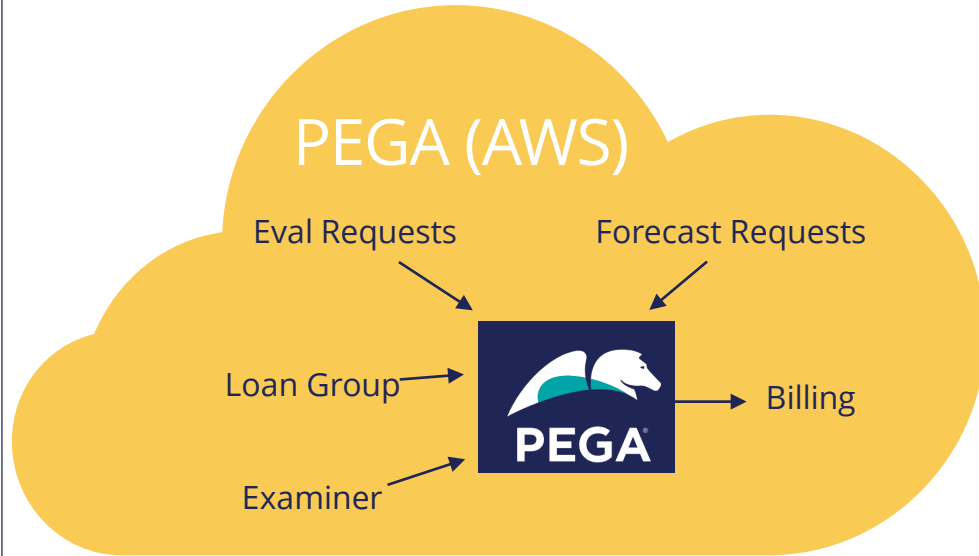 PEGA (AWS)
Eval Requests
Forecast Requests
Loan Group
Billing
PEGA®
Examiner